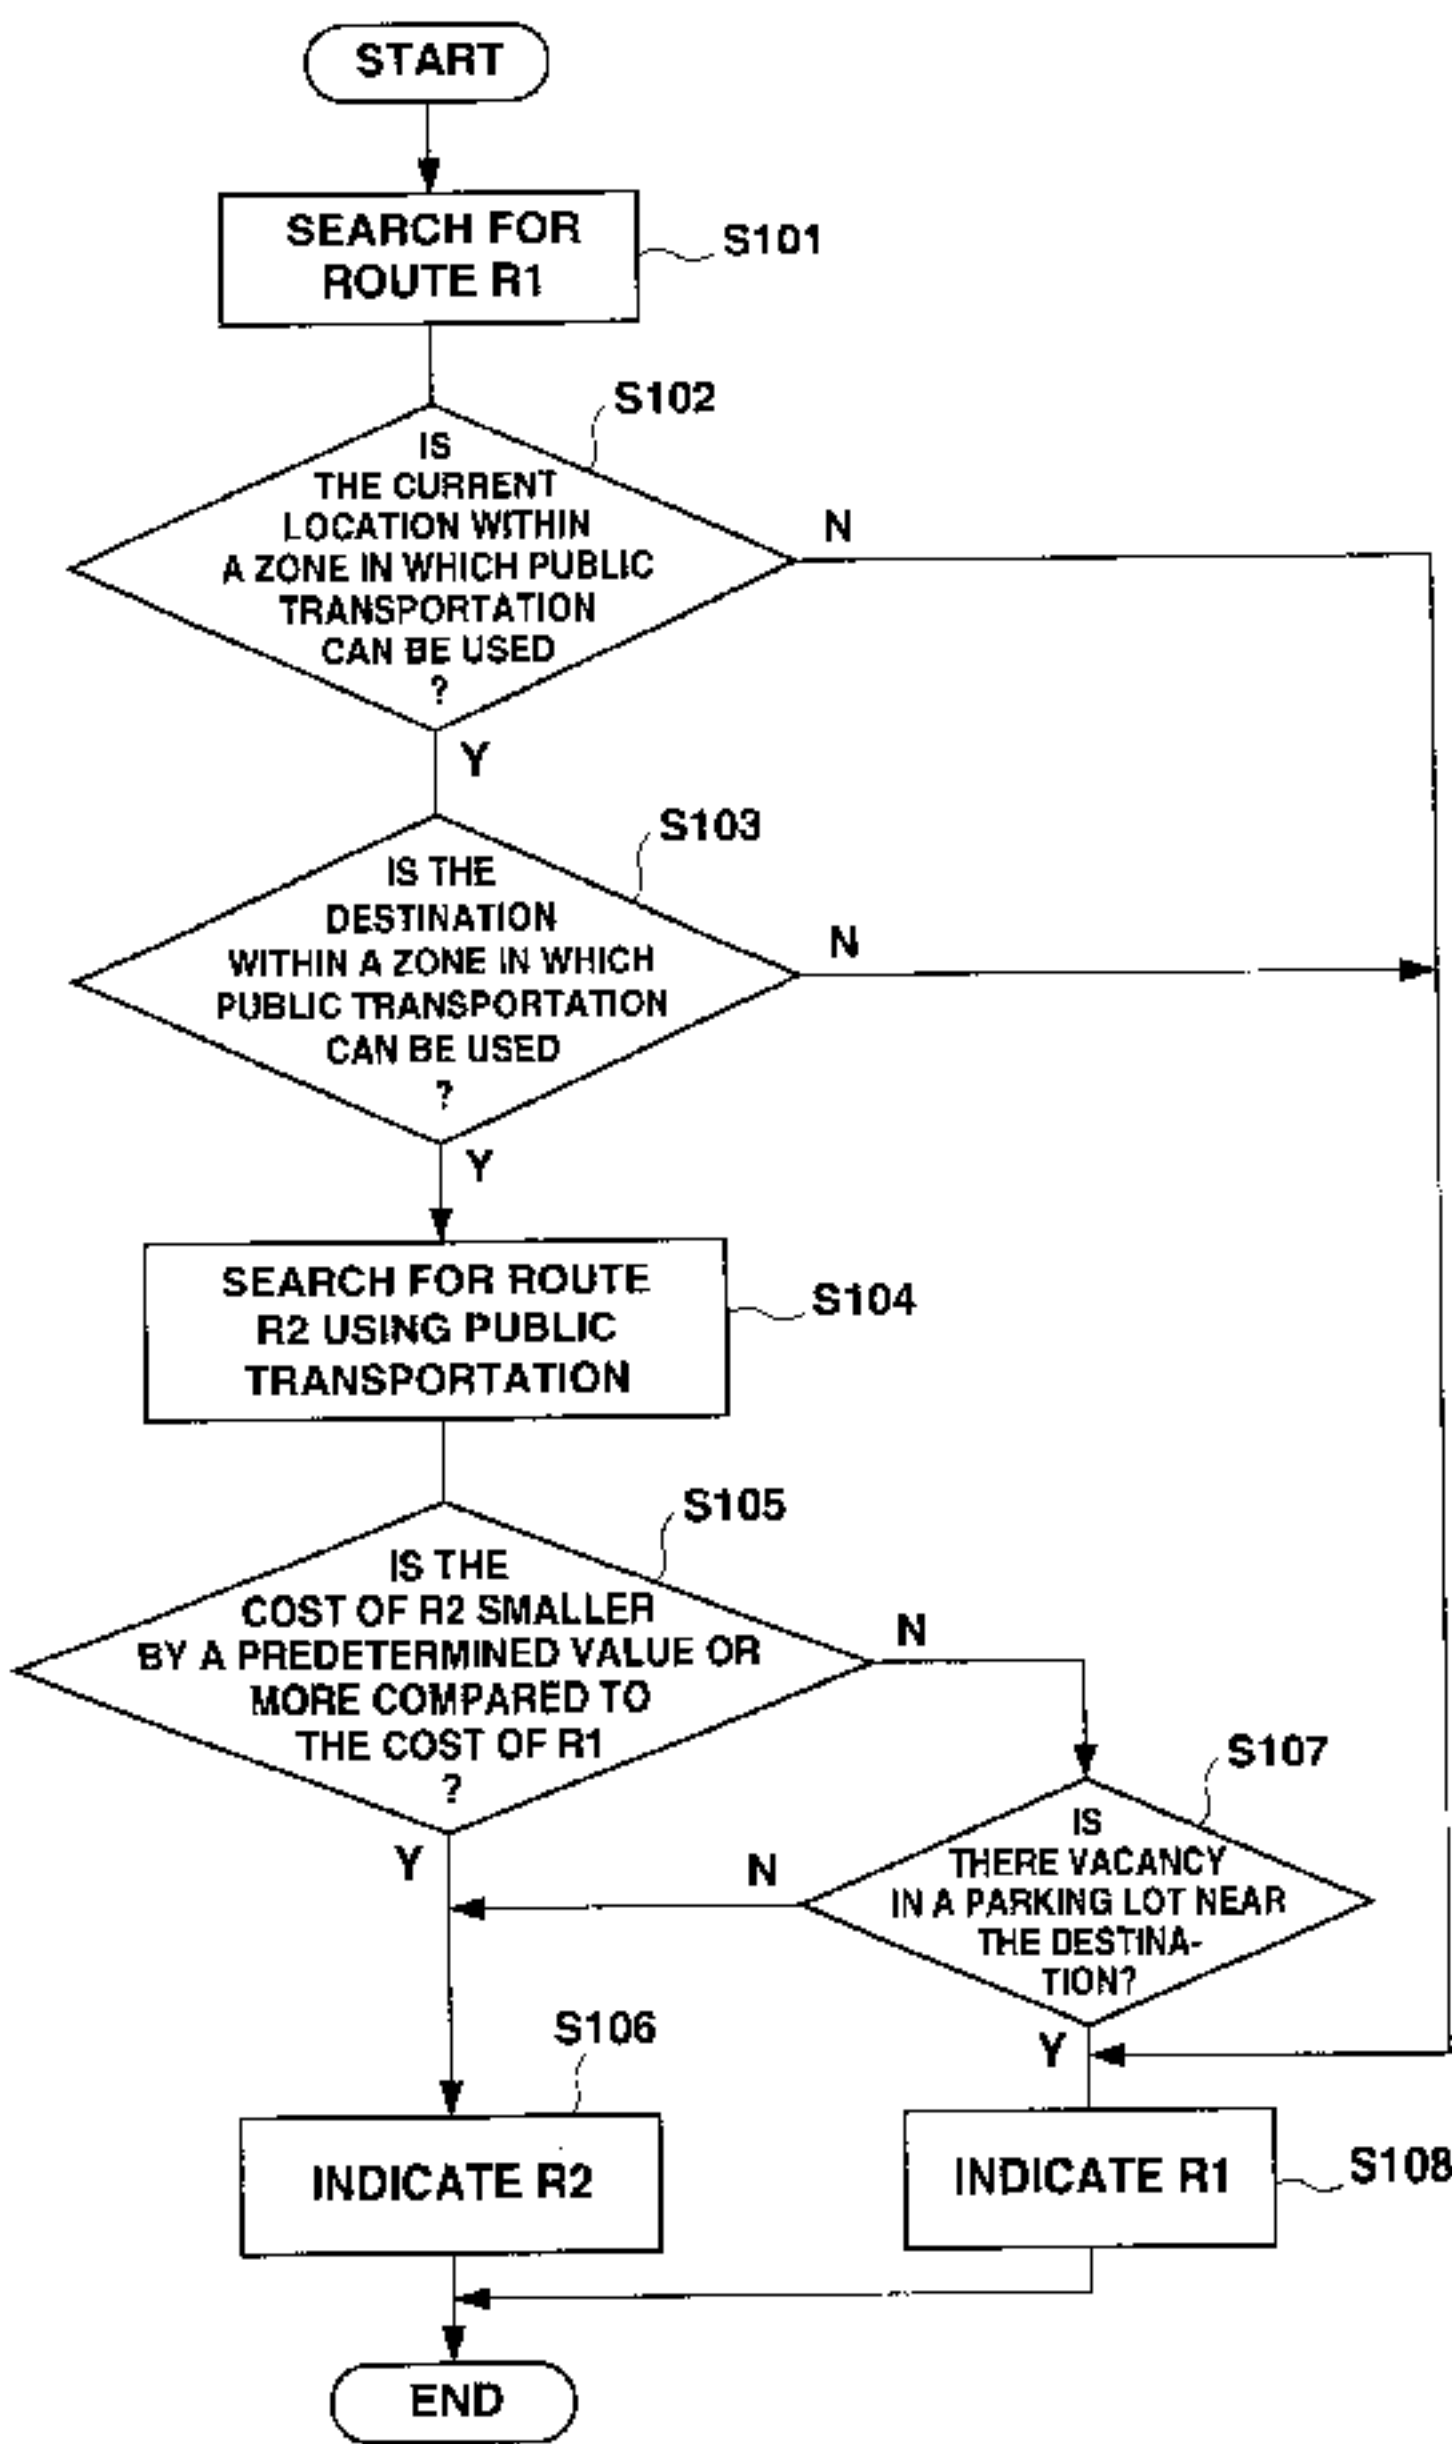 START
SEARCH FOR
ROUTE R1
S101
S102
IS
THE CURRENT
LOCATION WITHIN
A ZONE IN WHICH PUBLIC
TRANSPORTATION
CAN BE USED
?
N
Y
S103
IS THE
DESTINATION
WITHIN A ZONE IN WHICH
PUBLIC TRANSPORTATION
CAN BE USED
?
N
Y
SEARCH FOR ROUTE
R2 USING PUBLIC
TRANSPORTATION
S104
S105
IS THE
COST OF R2 SMALLER
BY A PREDETERMINED VALUE OR
MORE COMPARED TO
THE COST OF R1
?
N
Y
S107
IS
THERE VACANCY
IN A PARKING LOT NEAR
THE DESTINA-
TION?
N
Y
S106
INDICATE R2
INDICATE R1
S108
END